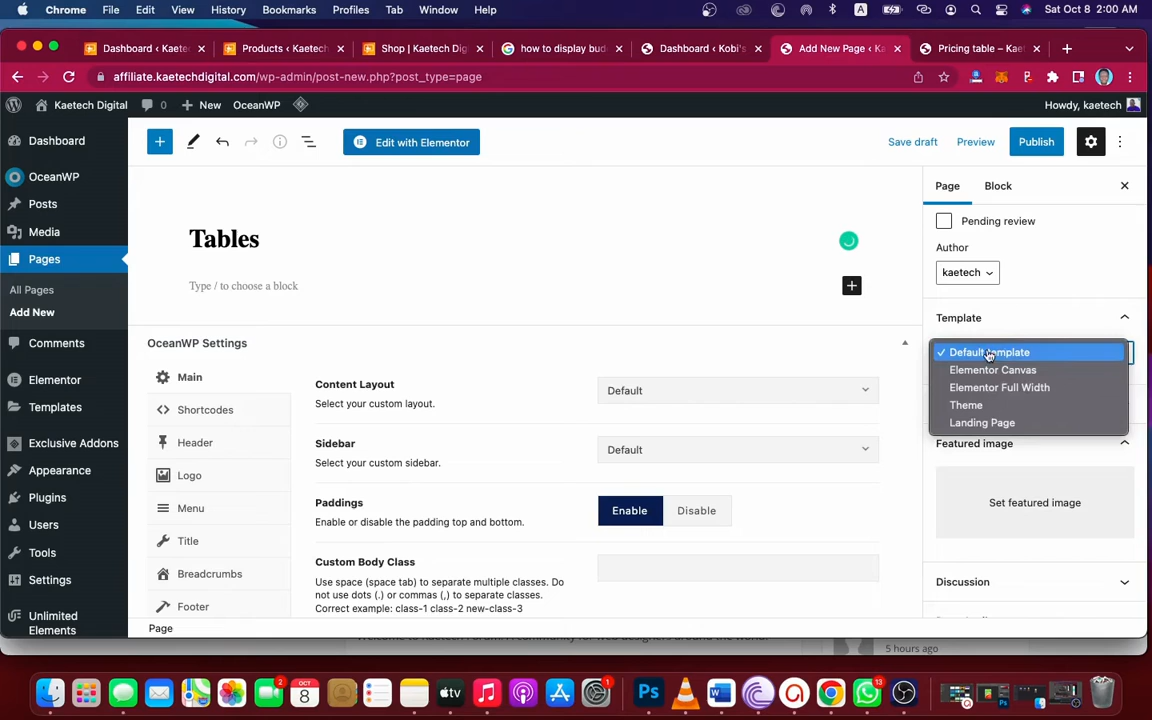 Chrome File Edit View History Bookmarks Profiles Tab Window Help A Sat Oct 8 2:00 AM
Dashboard ‹ Kaete Products ‹ Kaetech Shop | Kaetech Dig how to display bud Dashboard ‹ Kobi's Add New Page ‹ Ka Pricing table – Kae
affiliate.kaetechdigital.com/wp-admin/post-new.php?post_type=page
Kaetech Digital 0 New OceanWP Howdy, kaetech
Dashboard
OceanWP
Posts
Media
Pages
All Pages
Add New
Comments
Elementor
Templates
Exclusive Addons
Appearance
Plugins
Users
Tools
Settings
Unlimited
Elements
Edit with Elementor Save draft Preview Publish
Tables
Type / to choose a block
OceanWP Settings
Main
Shortcodes
Header
Logo
Menu
Title
Breadcrumbs
Footer
Content Layout
Select your custom layout.
Default
Sidebar
Select your custom sidebar.
Default
Paddings
Enable or disable the padding top and bottom.
Enable Disable
Custom Body Class
Use space (space tab) to separate multiple classes. Do
not use dots (.) or commas (,) to separate classes.
Correct example: class-1 class-2 new-class-3
Page
Page Block
Pending review
Author
kaetech
Template
Default template
Elementor Canvas
Elementor Full Width
Theme
Landing Page
Featured image
Set featured image
Discussion
5 hours ago
2
OCT
8
tv
1
Ps
W
13